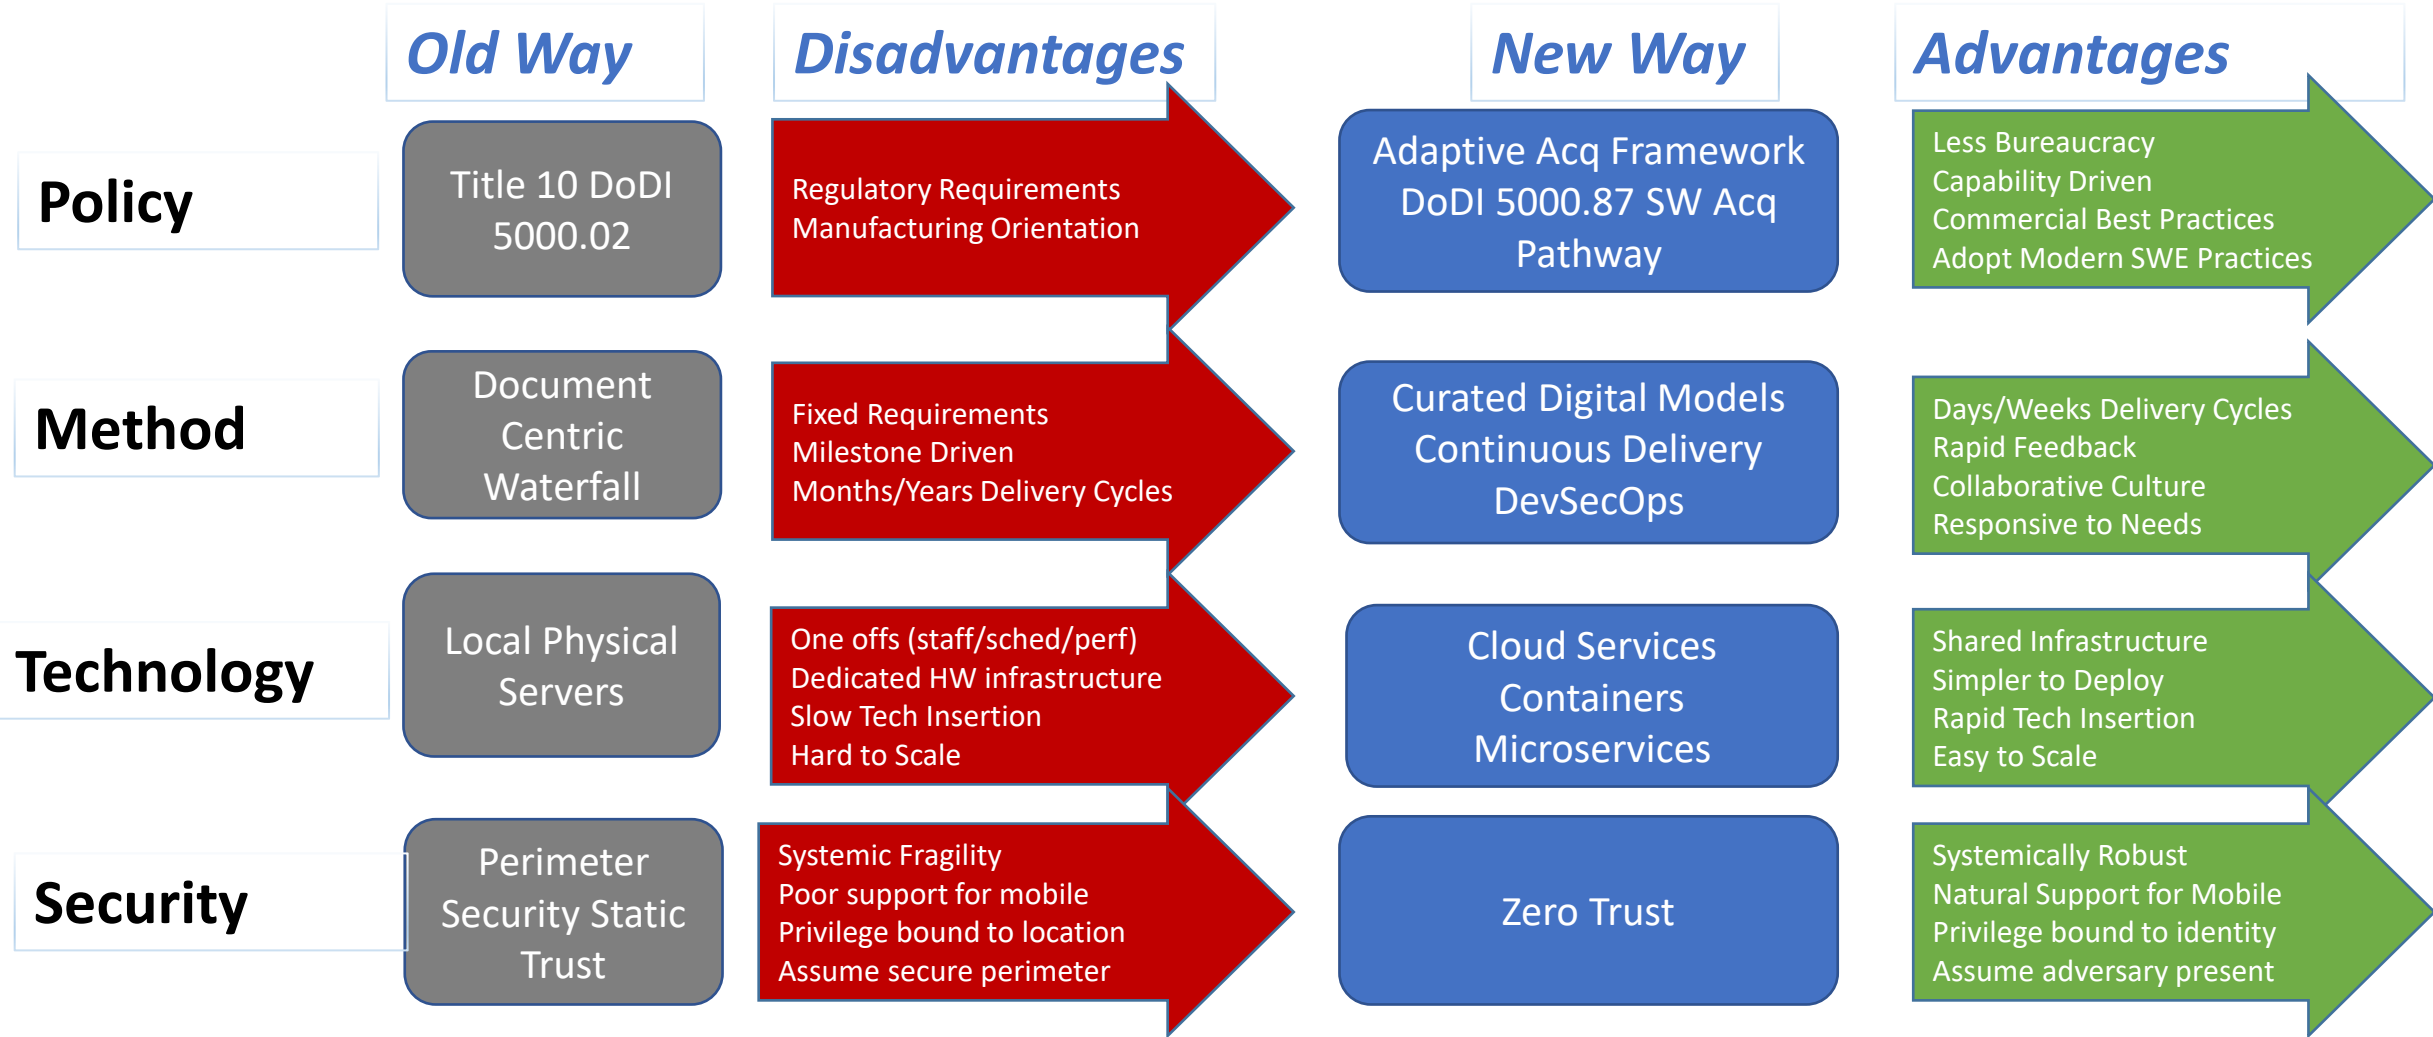 Old Way
Disadvantages
New Way
Advantages
Policy
Title 10 DoDI
5000.02
Regulatory Requirements
Manufacturing Orientation
Adaptive Acq Framework
DoDI 5000.87 SW Acq
Pathway
Less Bureaucracy
Capability Driven
Commercial Best Practices
Adopt Modern SWE Practices
Method
Document
Centric
Waterfall
Fixed Requirements
Milestone Driven
Months/Years Delivery Cycles
Curated Digital Models
Continuous Delivery
DevSecOps
Days/Weeks Delivery Cycles
Rapid Feedback
Collaborative Culture
Responsive to Needs
Technology
Local Physical
Servers
One offs (staff/sched/perf)
Dedicated HW infrastructure
Slow Tech Insertion
Hard to Scale
Cloud Services
Containers
Microservices
Shared Infrastructure
Simpler to Deploy
Rapid Tech Insertion
Easy to Scale
Security
Perimeter
Security Static
Trust
Systemic Fragility
Poor support for mobile
Privilege bound to location
Assume secure perimeter
Zero Trust
Systemically Robust
Natural Support for Mobile
Privilege bound to identity
Assume adversary present